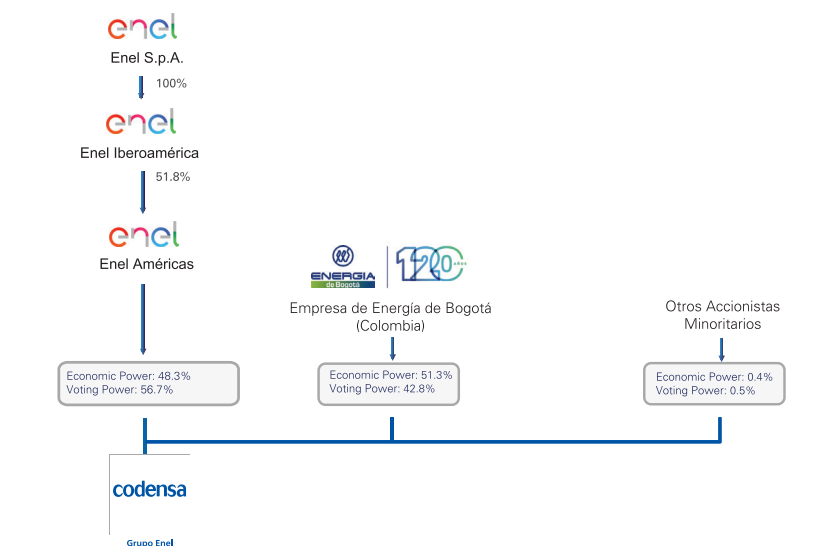 enel
Enel S.p.A.
100%
enel
Enel Iberoamérica
51.8%
enel
Enel Américas
ENERGIA
de Bogotá
120
AÑOS
Empresa de Energía de Bogotá
(Colombia)
Otros Accionistas
Minoritarios
Economic Power: 48.3%
Voting Power: 56.7%
Economic Power: 51.3%
Voting Power: 42.8%
Economic Power: 0.4%
Voting Power: 0.5%
codensa
Grupo Enel